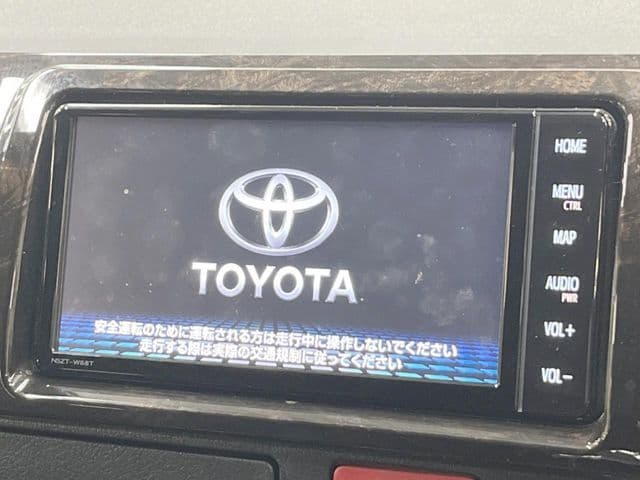 TOYOTA
安全運転のために運転される方は走行中に操作しないでください
走行する際は実際の交通規制に従ってください
NSZT-W68T
HOME
MENU
CTRL
MAP
AUDIO
PWR
VOL+
VOL-